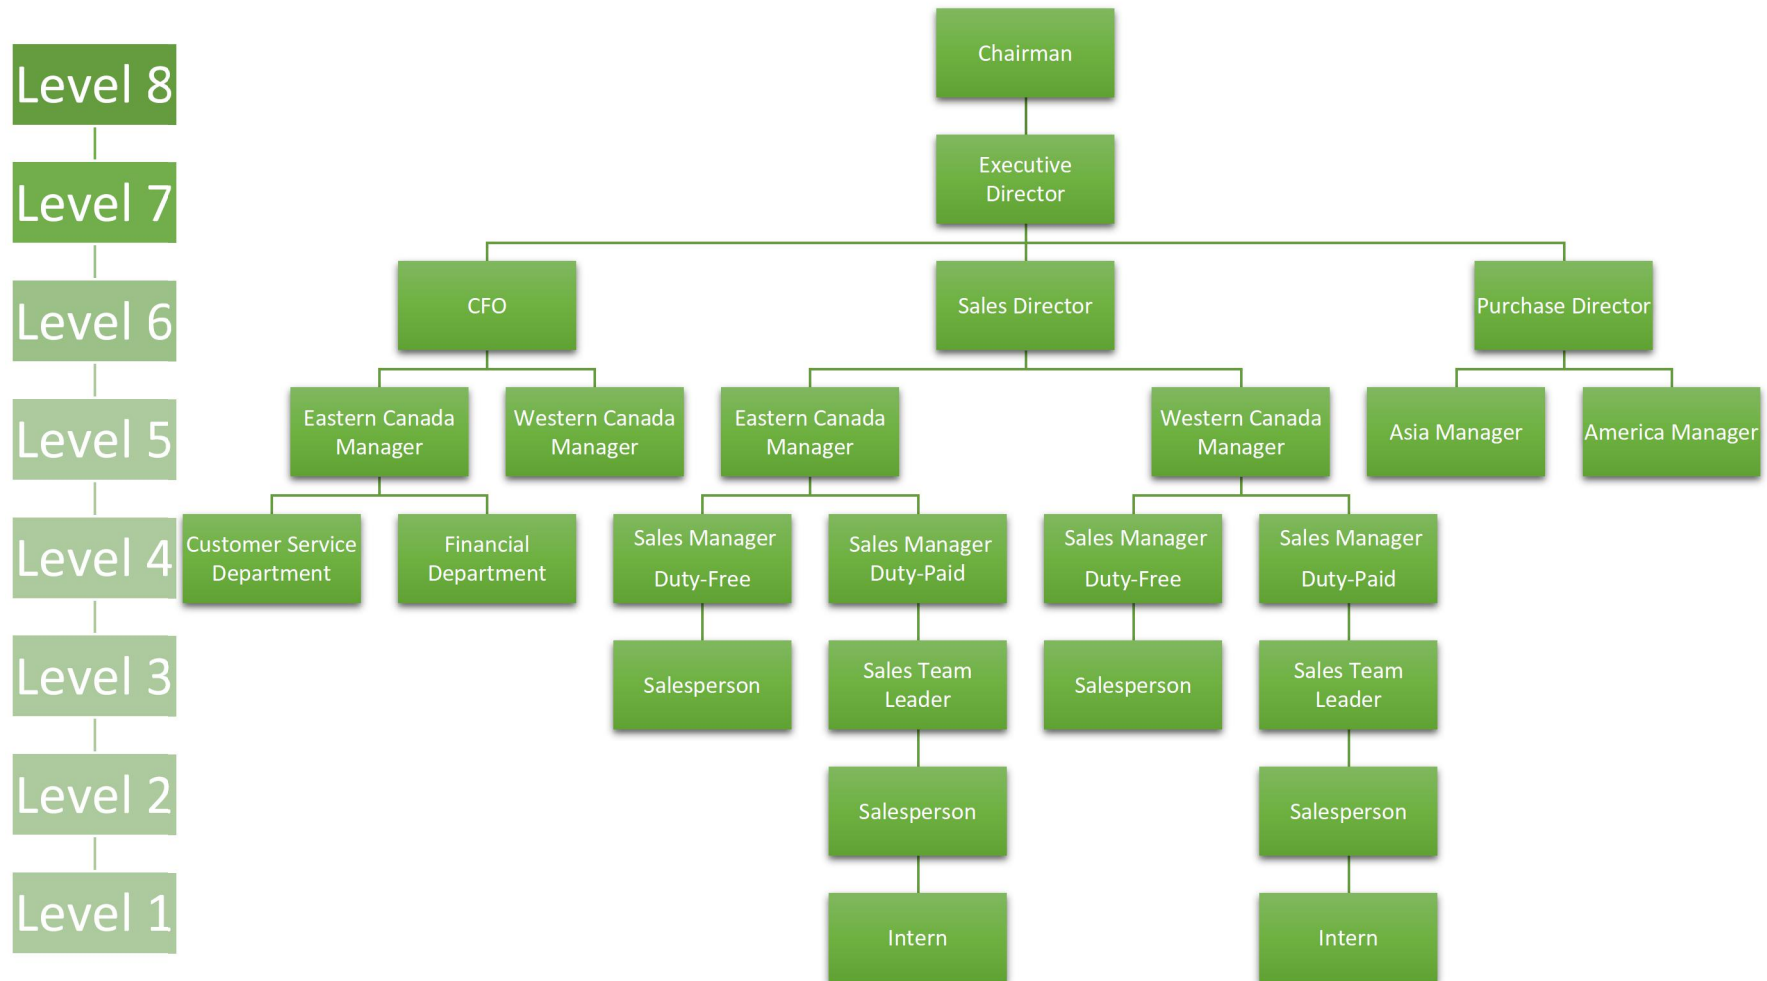 Level 8
Level 7
Level 6
Level 5
Level 4
Level 3
Level 2
Level 1
Chairman
Executive
Director
CFO
Sales Director
Purchase Director
Eastern Canada
Manager
Western Canada
Manager
Eastern Canada
Manager
Western Canada
Manager
Asia Manager
America Manager
Customer Service
Department
Financial
Department
Sales Manager
Duty-Free
Sales Manager
Duty-Paid
Sales Manager
Duty-Free
Sales Manager
Duty-Paid
Salesperson
Sales Team
Leader
Salesperson
Sales Team
Leader
Salesperson
Salesperson
Intern
Intern